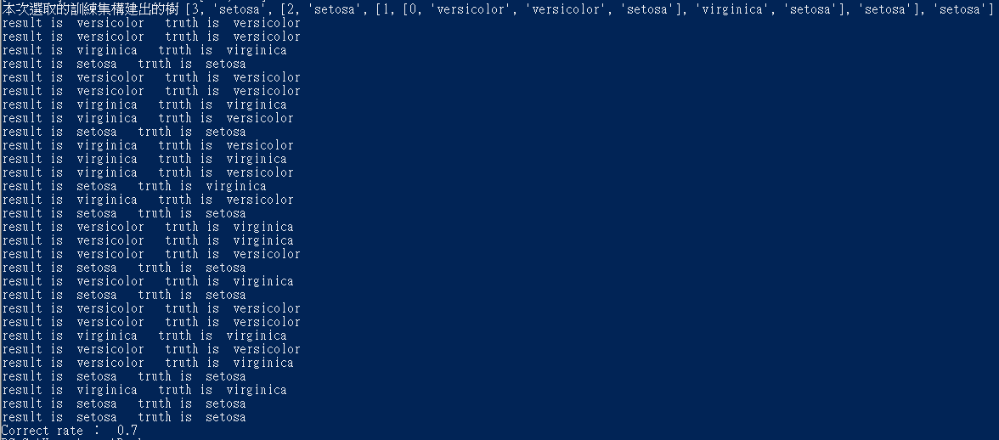 本次選取的訓練集構建出的樹 [3, 'setosa', [2, 'setosa', [1, [0, 'versicolor', 'versicolor', 'setosa'], 'virginica', 'setosa'], 'setosa'], 'setosa']
result is  versicolor   truth is  versicolor
result is  versicolor   truth is  versicolor
result is  virginica   truth is  virginica
result is  setosa   truth is  setosa
result is  versicolor   truth is  versicolor
result is  versicolor   truth is  versicolor
result is  virginica   truth is  virginica
result is  virginica   truth is  versicolor
result is  setosa   truth is  setosa
result is  virginica   truth is  versicolor
result is  virginica   truth is  virginica
result is  virginica   truth is  versicolor
result is  setosa   truth is  virginica
result is  virginica   truth is  versicolor
result is  setosa   truth is  setosa
result is  versicolor   truth is  virginica
result is  versicolor   truth is  virginica
result is  versicolor   truth is  versicolor
result is  setosa   truth is  setosa
result is  versicolor   truth is  virginica
result is  setosa   truth is  setosa
result is  versicolor   truth is  versicolor
result is  versicolor   truth is  versicolor
result is  virginica   truth is  virginica
result is  versicolor   truth is  versicolor
result is  versicolor   truth is  virginica
result is  setosa   truth is  setosa
result is  virginica   truth is  virginica
result is  setosa   truth is  setosa
result is  setosa   truth is  setosa
Correct rate :  0.7